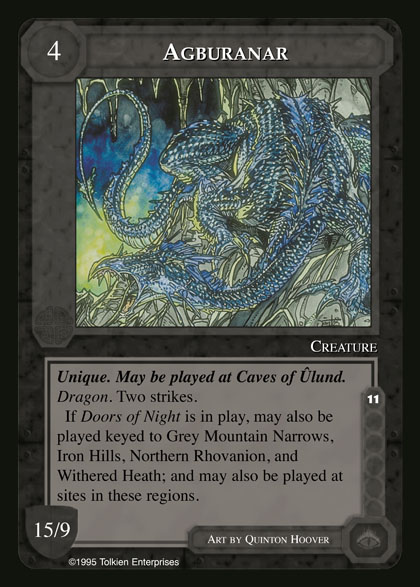 4
AGBURANAR
CREATURE
Unique. May be played at Caves of Ûlund.
Dragon. Two strikes.
If Doors of Night is in play, may also be
played keyed to Grey Mountain Narrows,
Iron Hills, Northern Rhovanion, and
Withered Heath; and may also be played at
sites in these regions.
11
15/9
ART BY QUINTON HOOVER
©1995 Tolkien Enterprises